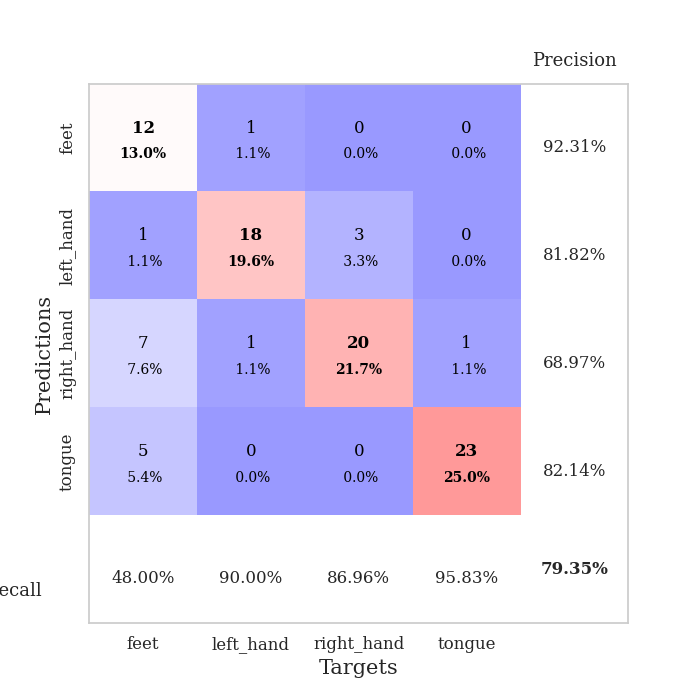 Precision
feet 12 1 0 0 92.31%
13.0% 1.1% 0.0% 0.0%
left_hand 1 18 3 0 81.82%
1.1% 19.6% 3.3% 0.0%
right_hand 7 1 20 1 68.97%
7.6% 1.1% 21.7% 1.1%
tongue 5 0 0 23 82.14%
5.4% 0.0% 0.0% 25.0%
Predictions
ecall 48.00% 90.00% 86.96% 95.83% 79.35%
feet left_hand right_hand tongue
Targets